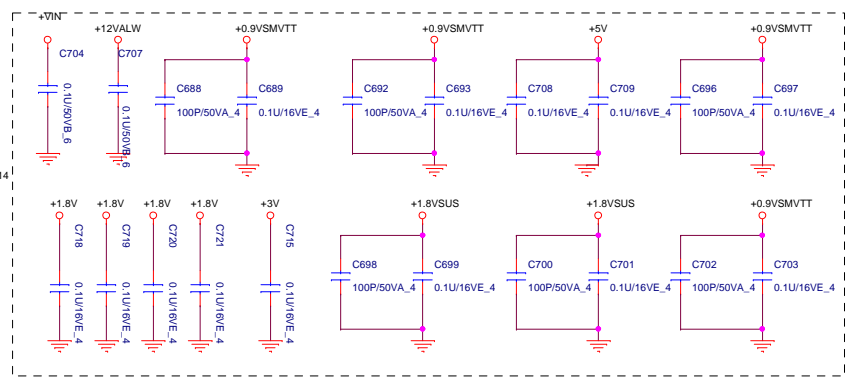 +VIN
+12VALW
+0.9VSMVTT
+0.9VSMVTT
+5V
+0.9VSMVTT
C704
C707
C688
C689
C692
C693
C708
C709
C696
C697
0.1U/50VB_6
0.1U/50VB_6
100P/50VA_4
0.1U/16VE_4
100P/50VA_4
0.1U/16VE_4
0.1U/16VE_4
0.1U/16VE_4
100P/50VA_4
0.1U/16VE_4
14
+1.8V
+1.8V
+1.8V
+1.8V
+3V
+1.8VSUS
+1.8VSUS
+0.9VSMVTT
C718
C719
C720
C721
C715
C698
C699
C700
C701
C702
C703
0.1U/16VE_4
0.1U/16VE_4
0.1U/16VE_4
0.1U/16VE_4
0.1U/16VE_4
100P/50VA_4
0.1U/16VE_4
100P/50VA_4
0.1U/16VE_4
100P/50VA_4
0.1U/16VE_4